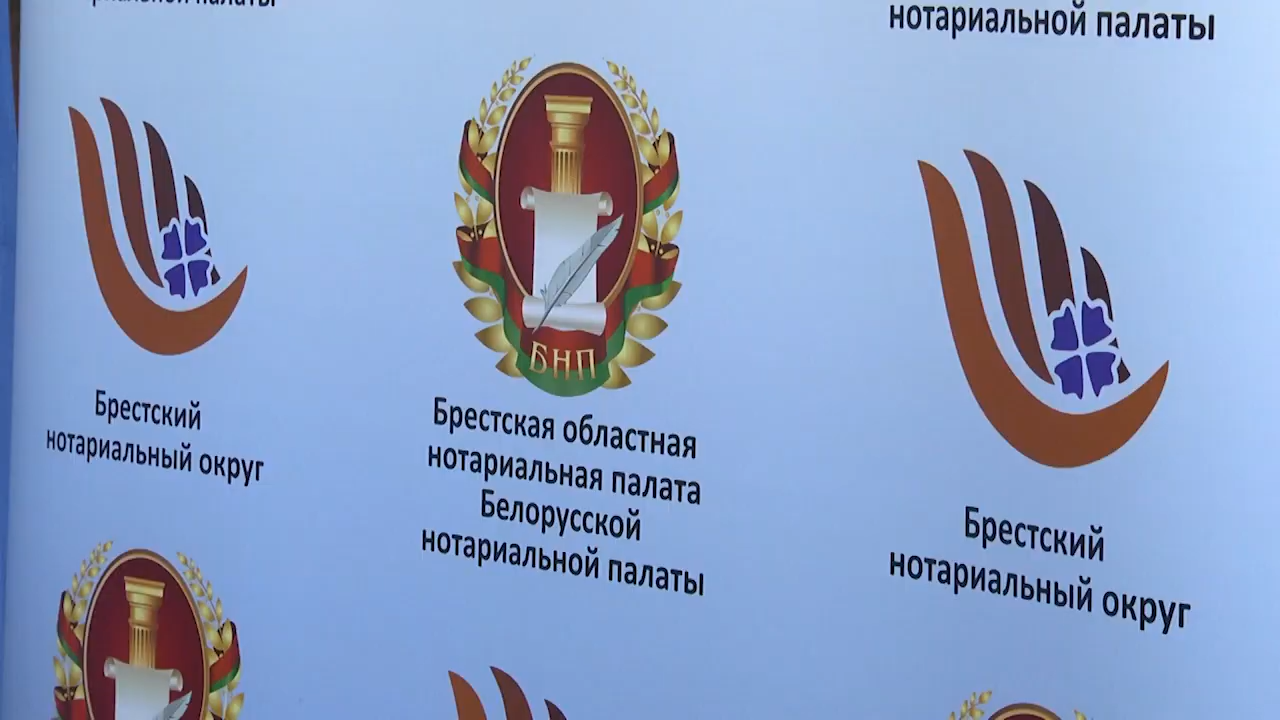 нотариальной палаты
БНП
Брестский
нотариальный округ
Брестская областная
нотариальная палата
Белорусской
нотариальной палаты
Брестский
нотариальный округ